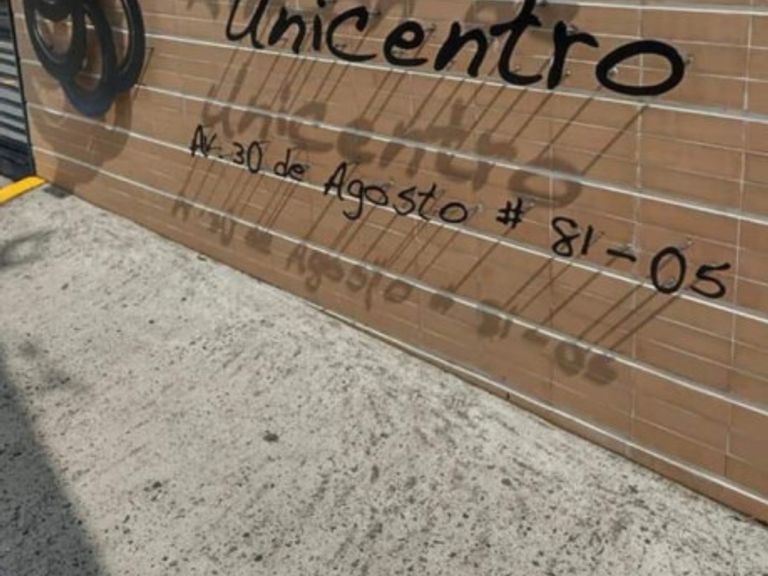 Unicentro
Av. 30 de Agosto # 81-05